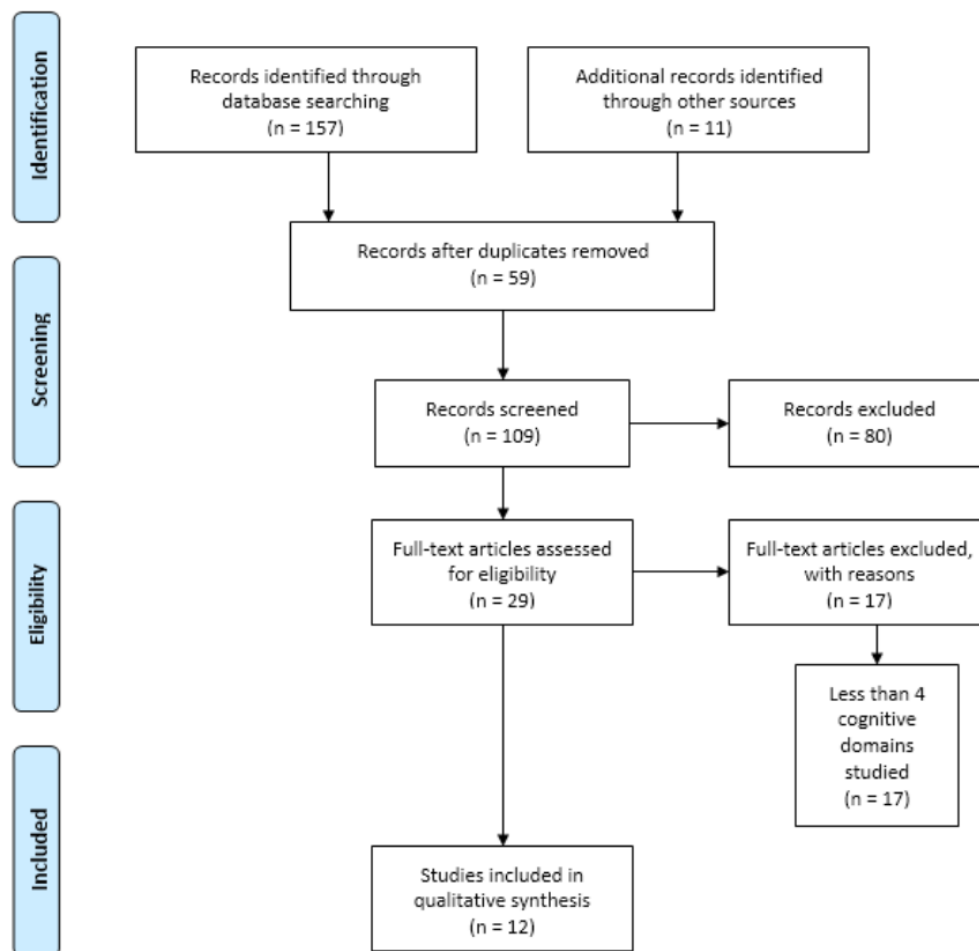 Identification
Records identified through
database searching
(n = 157)
Additional records identified
through other sources
(n = 11)
Records after duplicates removed
(n = 59)
Screening
Records screened
(n = 109)
Records excluded
(n = 80)
Eligibility
Full-text articles assessed
for eligibility
(n = 29)
Full-text articles excluded,
with reasons
(n = 17)
Less than 4
cognitive
domains
studied
(n = 17)
Included
Studies included in
qualitative synthesis
(n = 12)